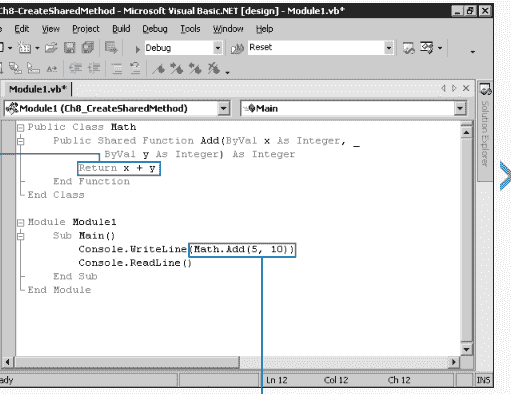 Ch8-CreateSharedMethod - Microsoft Visual Basic.NET [design] - Module1.vb*
Edit View Project Build Debug Tools Window Help
Debug Reset
Module1.vb*
Module1 (Ch8_CreateSharedMethod) Main
Solution Explorer
Public Class Math
Public Shared Function Add(ByVal x As Integer, _
ByVal y As Integer) As Integer
Return x + y
End Function
End Class
Module Module1
Sub Main()
Console.WriteLine(Math.Add(5, 10))
Console.ReadLine()
End Sub
End Module
Ln 12 Col 12 Ch 12 INS